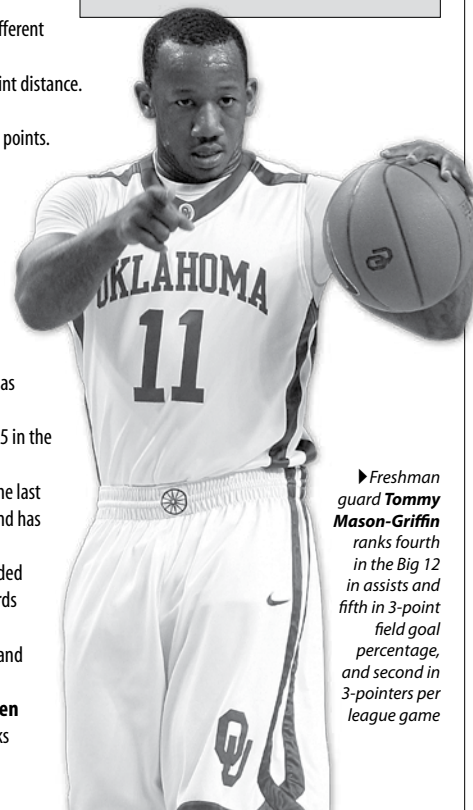 fferent
int distance.
points.
OKLAHOMA
11
OU
as
5 in the
he last
nd has
ded
rds
and
en
ks
▶Freshman
guard Tommy
Mason-Griffin
ranks fourth
in the Big 12
in assists and
fifth in 3-point
field goal
percentage,
and second in
3-pointers per
league game
OU